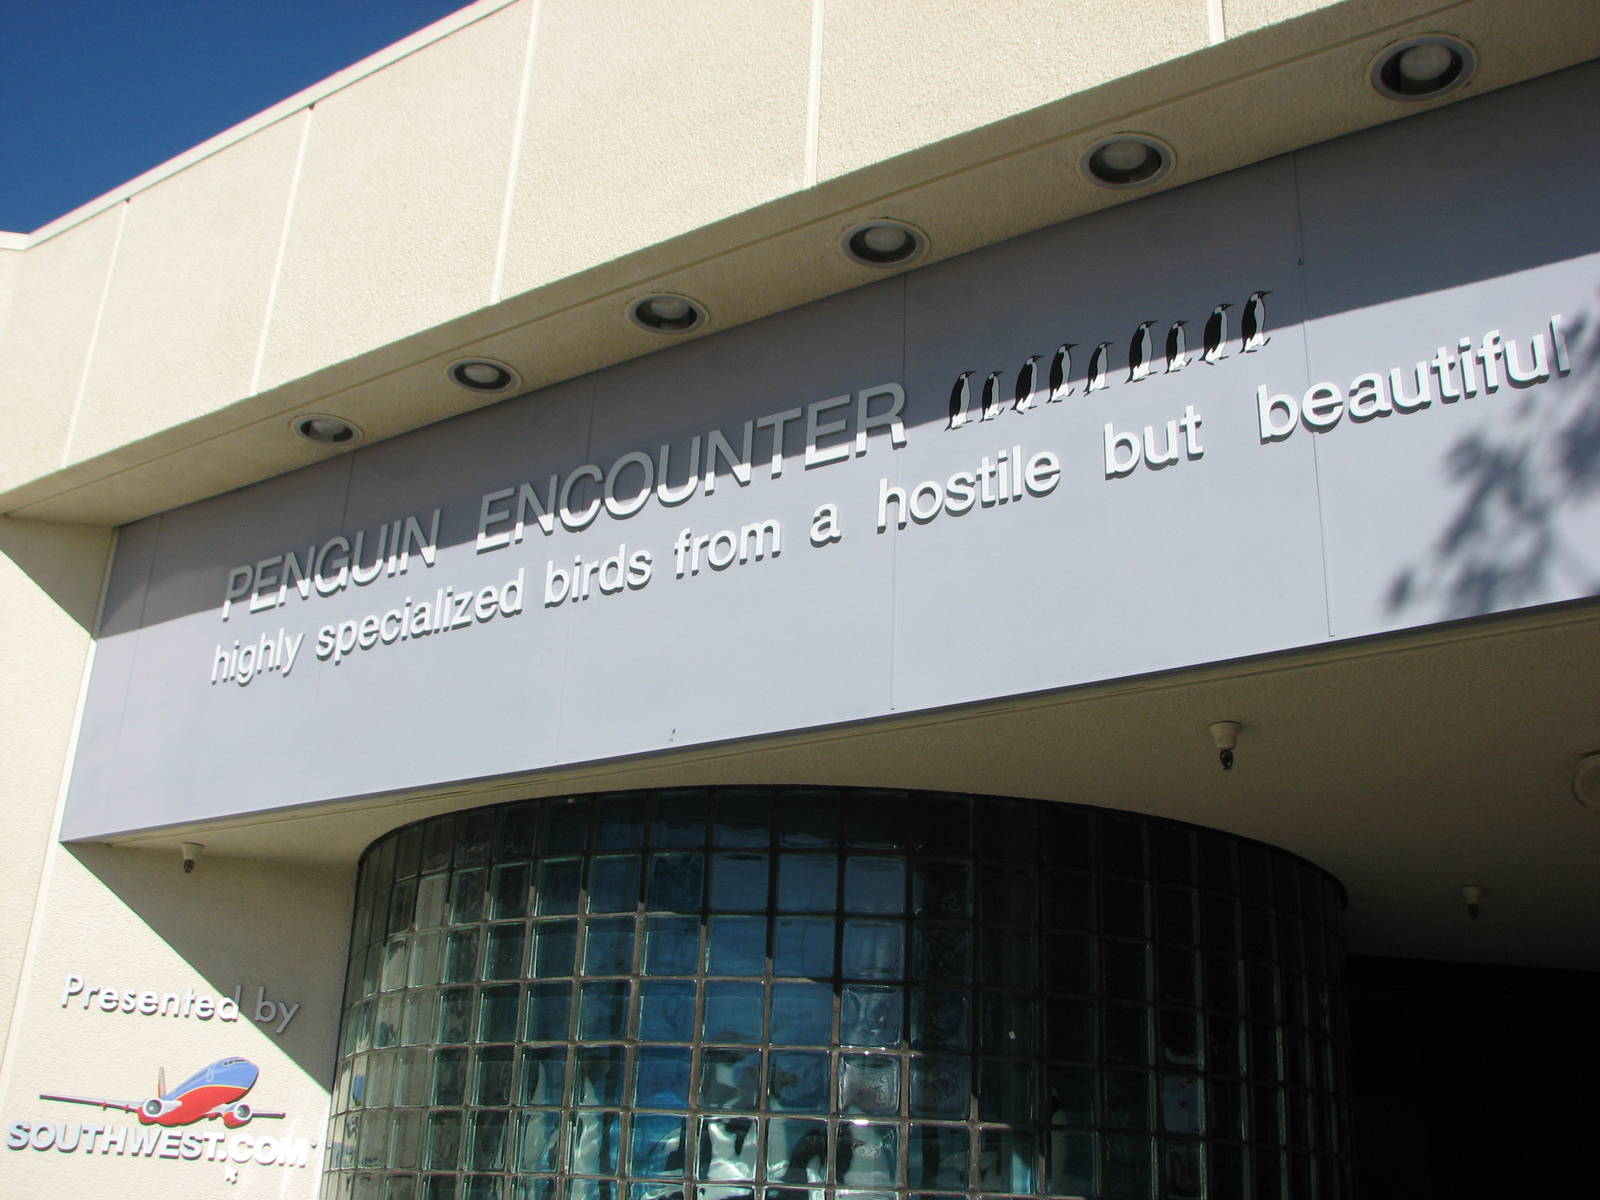 PENGUIN ENCOUNTER
highly specialized birds from a hostile but beautiful
Presented by
SOUTHWEST.COM